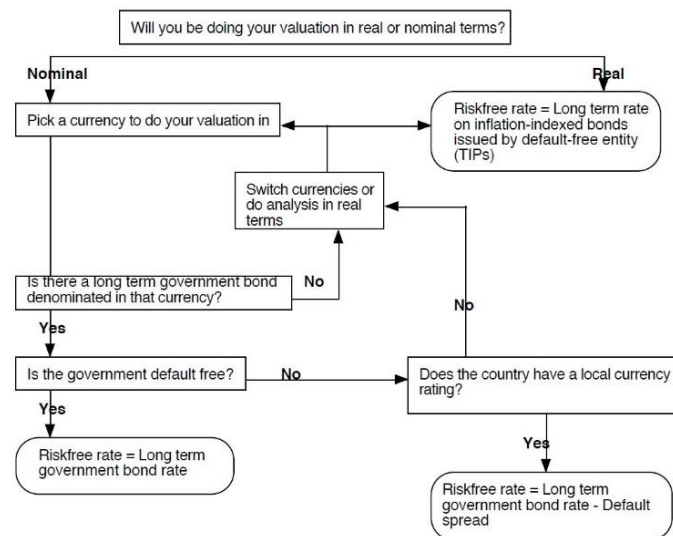 Will you be doing your valuation in real or nominal terms?
Nominal
Real
Pick a currency to do your valuation in
Riskfree rate = Long term rate
on inflation-indexed bonds
issued by default-free entity
(TIPs)
Switch currencies or
do analysis in real
terms
Is there a long term government bond
denominated in that currency?
No
No
Yes
Is the government default free?
No
Does the country have a local currency
rating?
Yes
Yes
Riskfree rate = Long term
government bond rate
Riskfree rate = Long term
government bond rate - Default
spread